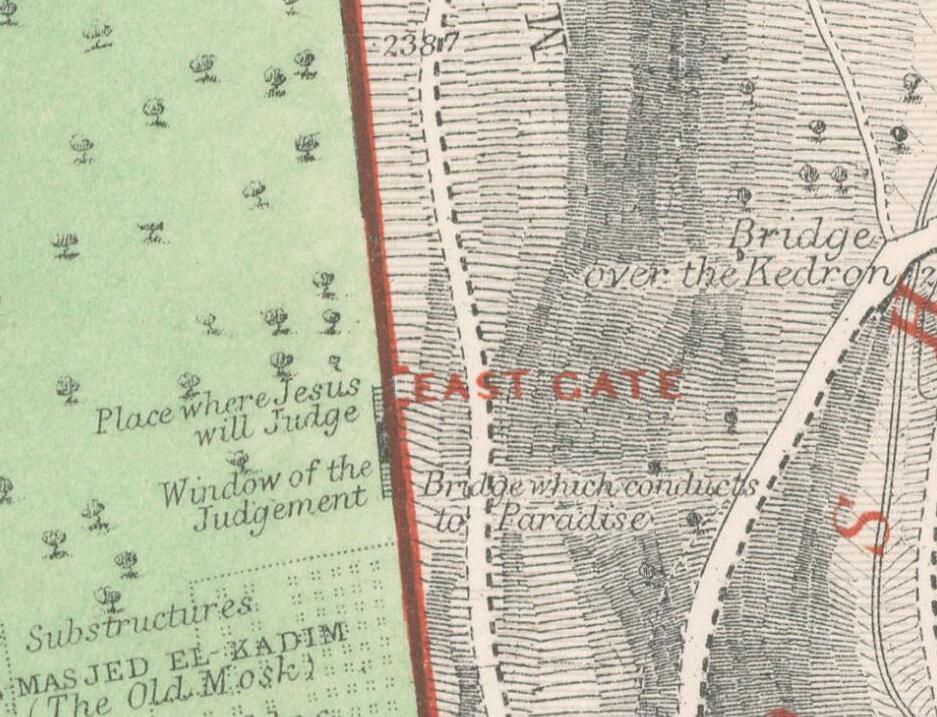 2387
M
Bridge
over the Kedron
H
EAST GATE
Place where Jesus
will Judge
Window of the
Judgement
Bridge which conducts
to Paradise
S
Substructures
MASJED EL-KADIM
(The Old Mosk)